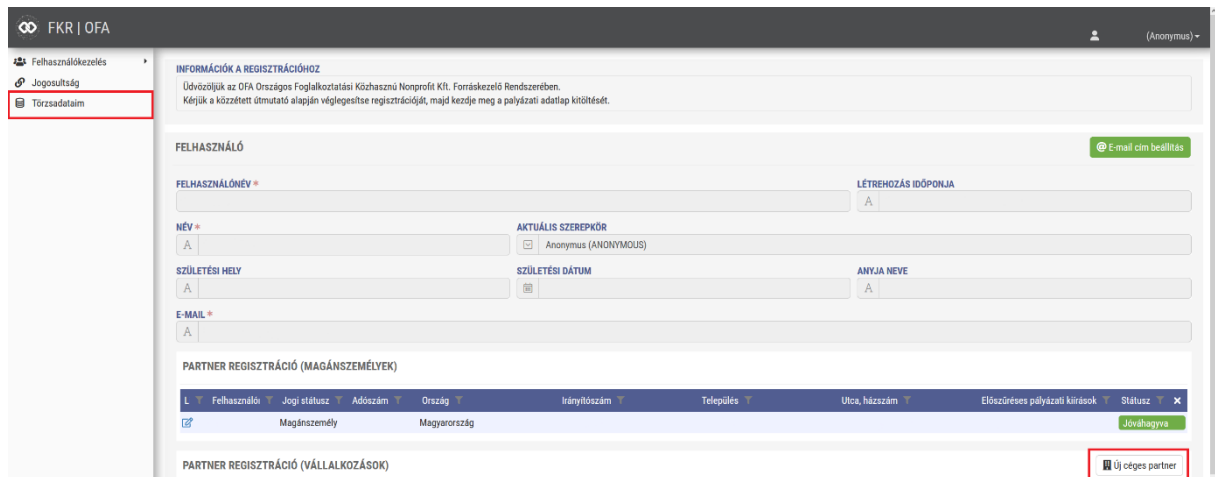 FKR | OFA
(Anonymus)
Felhasználókezelés
Jogosultság
Törzsadataim
INFORMÁCIÓK A REGISZTRÁCIÓHOZ
Üdvözöljük az OFA Országos Foglalkoztatási Közhasznú Nonprofit Kft. Forráskezelő Rendszerében.
Kérjük a közzétett útmutató alapján véglegesítse regisztrációját, majd kezdje meg a palyázati adatlap kitöltését.
FELHASZNÁLÓ
@ E-mail cím beállítás
FELHASZNÁLÓNÉV *
LÉTREHOZÁS IDŐPONJA
A
NÉV *
AKTUÁLIS SZEREPKÖR
A
Anonymus (ANONYMOUS)
SZÜLETÉSI HELY
SZÜLETÉSI DÁTUM
ANYJA NEVE
A
A
E-MAIL *
A
PARTNER REGISZTRÁCIÓ (MAGÁNSZEMÉLYEK)
L Felhasználói Jogi státusz Adószám Ország Irányítószám Település Utca, házszám Előszűréses pályázati kiírások Státusz
Magánszemély Magyarország Jóváhagyva
PARTNER REGISZTRÁCIÓ (VÁLLALKOZÁSOK)
Új céges partner